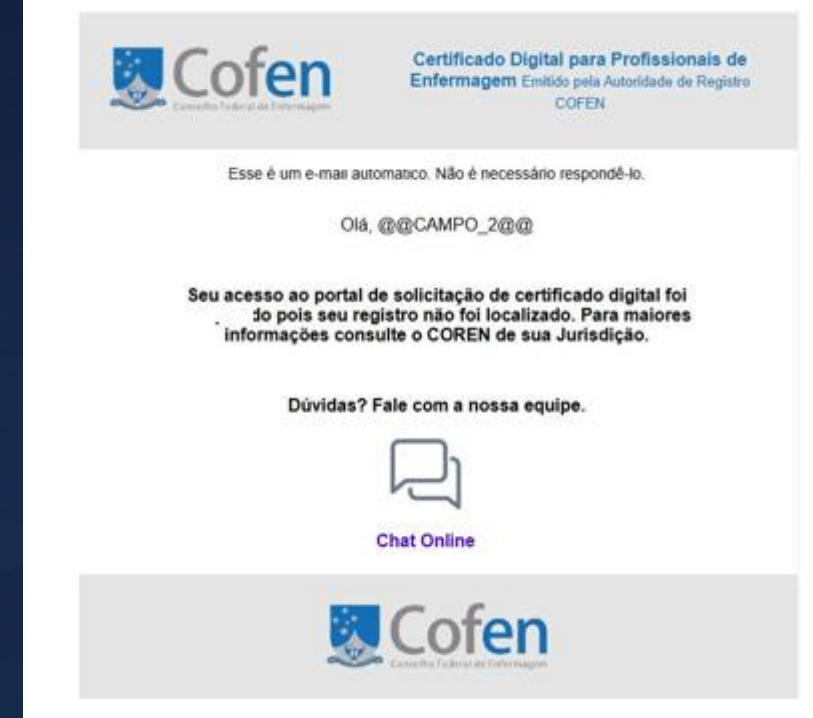 Cofen
Conselho Federal de Enfermagem
Certificado Digital para Profissionais de
Enfermagem Emitido pela Autoridade de Registro
COFEN
Esse é um e-mail automatico. Não é necessário respondê-lo.
Olá, @@CAMPO_2@@
Seu acesso ao portal de solicitação de certificado digital foi
do pois seu registro não foi localizado. Para maiores
informações consulte o COREN de sua Jurisdição.
Dúvidas? Fale com a nossa equipe.
Chat Online
Cofen
Conselho Federal de Enfermagem